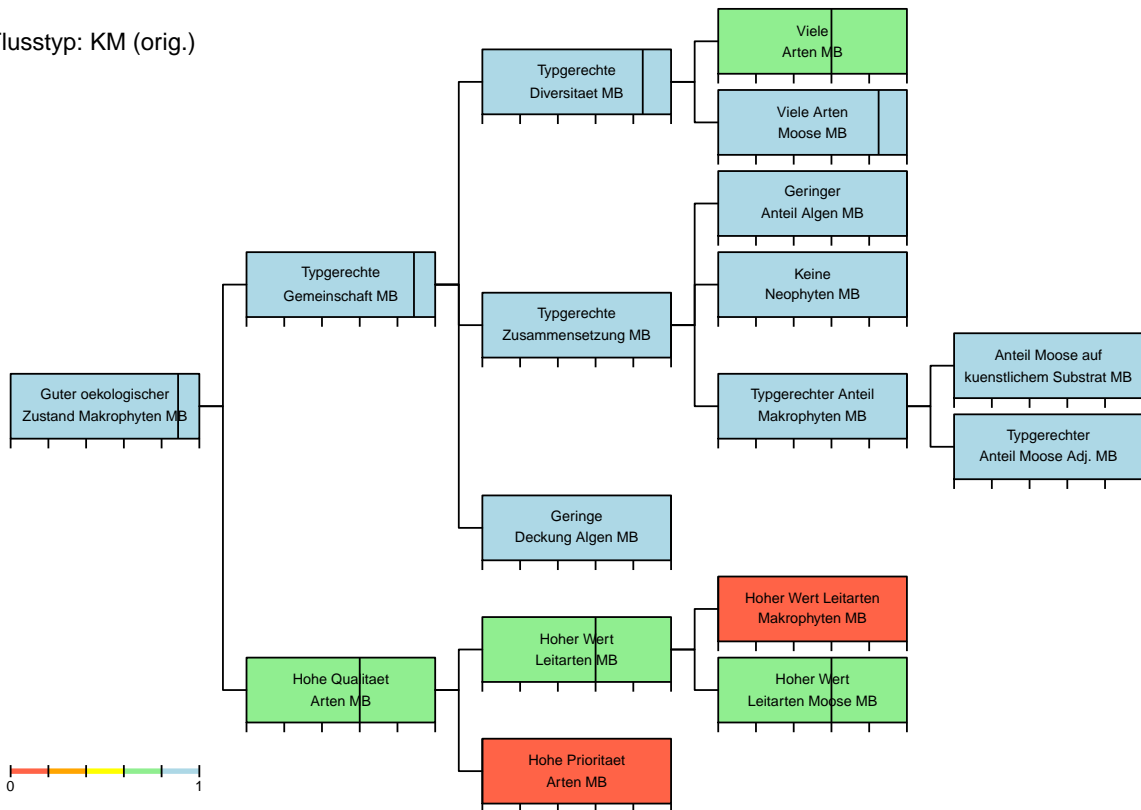 lusstyp: KM (orig.)
Viele
Arten MB
Typgerechte
Diversitaet MB
Viele Arten
Moose MB
Geringer
Anteil Algen MB
Typgerechte
Gemeinschaft MB
Keine
Neophyten MB
Typgerechte
Zusammensetzung MB
Anteil Moose auf
kuenstlichem Substrat MB
Guter oekologischer
Zustand Makrophyten MB
Typgerechter Anteil
Makrophyten MB
Typgerechter
Anteil Moose Adj. MB
Geringe
Deckung Algen MB
Hoher Wert Leitarten
Makrophyten MB
Hoher Wert
Leitarten MB
Hohe Qualitaet
Arten MB
Hoher Wert
Leitarten Moose MB
Hohe Prioritaet
Arten MB
0
1